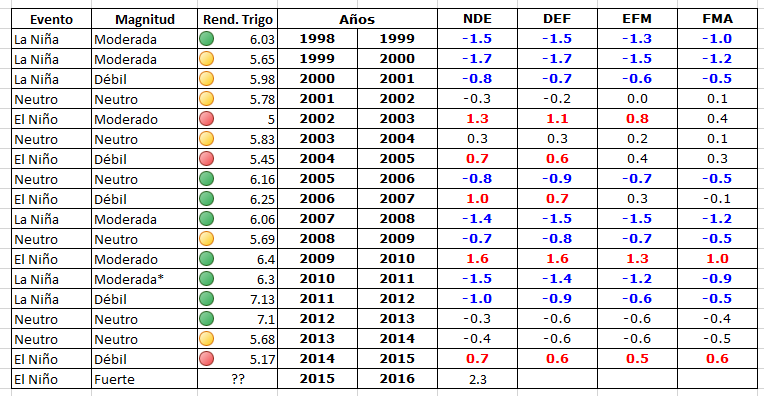 Evento Magnitud Rend. Trigo Años NDE DEF EFM FMA
La Niña Moderada 6.03 1998 1999 -1.5 -1.5 -1.3 -1.0
La Niña Moderada 5.65 1999 2000 -1.7 -1.7 -1.5 -1.2
La Niña Débil 5.98 2000 2001 -0.8 -0.7 -0.6 -0.5
Neutro Neutro 5.78 2001 2002 -0.3 -0.2 0.0 0.1
El Niño Moderado 5 2002 2003 1.3 1.1 0.8 0.4
Neutro Neutro 5.83 2003 2004 0.3 0.3 0.2 0.1
El Niño Débil 5.45 2004 2005 0.7 0.6 0.4 0.3
Neutro Neutro 6.16 2005 2006 -0.8 -0.9 -0.7 -0.5
El Niño Débil 6.25 2006 2007 1.0 0.7 0.3 -0.1
La Niña Moderada 6.06 2007 2008 -1.4 -1.5 -1.5 -1.2
Neutro Neutro 5.69 2008 2009 -0.7 -0.8 -0.7 -0.5
El Niño Moderado 6.4 2009 2010 1.6 1.6 1.3 1.0
La Niña Moderada* 6.3 2010 2011 -1.5 -1.4 -1.2 -0.9
La Niña Débil 7.13 2011 2012 -1.0 -0.9 -0.6 -0.5
Neutro Neutro 7.1 2012 2013 -0.3 -0.6 -0.6 -0.4
Neutro Neutro 5.68 2013 2014 -0.4 -0.6 -0.6 -0.5
El Niño Débil 5.17 2014 2015 0.7 0.6 0.5 0.6
El Niño Fuerte ?? 2015 2016 2.3